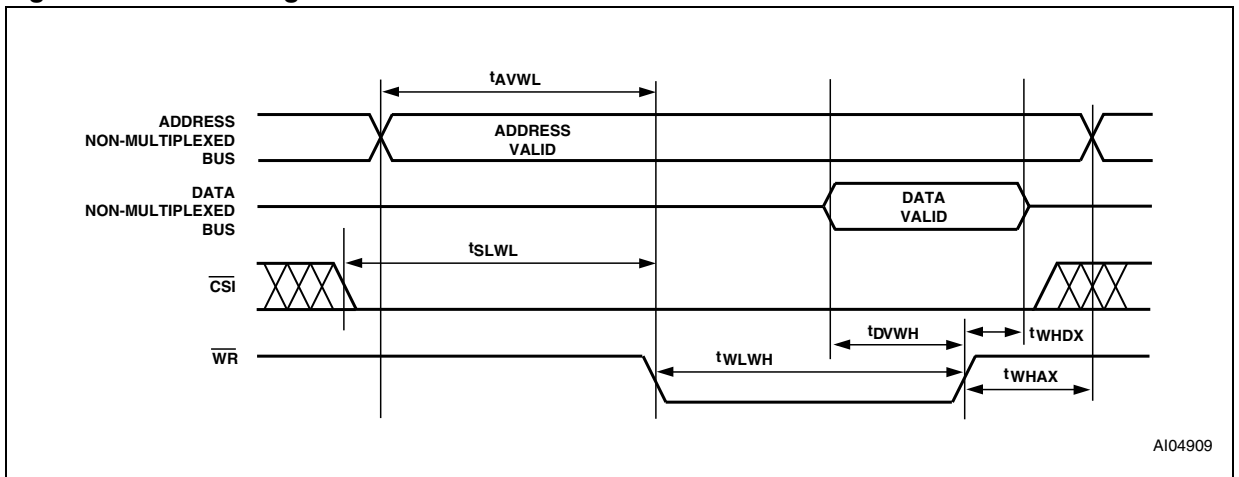 tAVWL
ADDRESS
NON-MULTIPLEXED
BUS
ADDRESS
VALID
DATA
NON-MULTIPLEXED
BUS
DATA
VALID
tSLWL
CSI
tDVWH
tWHDX
WR
tWLWH
tWHAX
AI04909